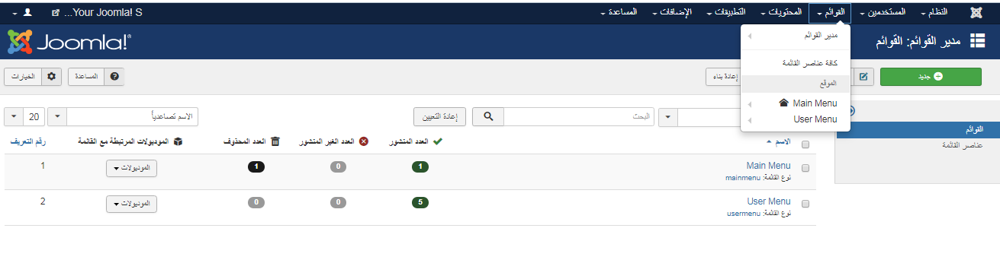 النظام المستخدمين القوائم المحتويات التطبيقات الإضافات المساعدة Your Joomla! S...
مدير القوائم: القوائم Joomla!®
مدير القوائم
كافة عناصر القائمة
الموقع
Main Menu
User Menu
جديد إعادة بناء المساعدة الخيارات
القوائم
عناصر القائمة
البحث إعادة التعيين الاسم تصاعدياً 20
الاسم العدد المنشور العدد الغير المنشور العدد المحذوف الموديولات المرتبطة مع القائمة رقم التعريف
Main Menu 1 0 1 الموديولات 1
نوع القائمة: mainmenu
User Menu 5 0 0 الموديولات 2
نوع القائمة: usermenu